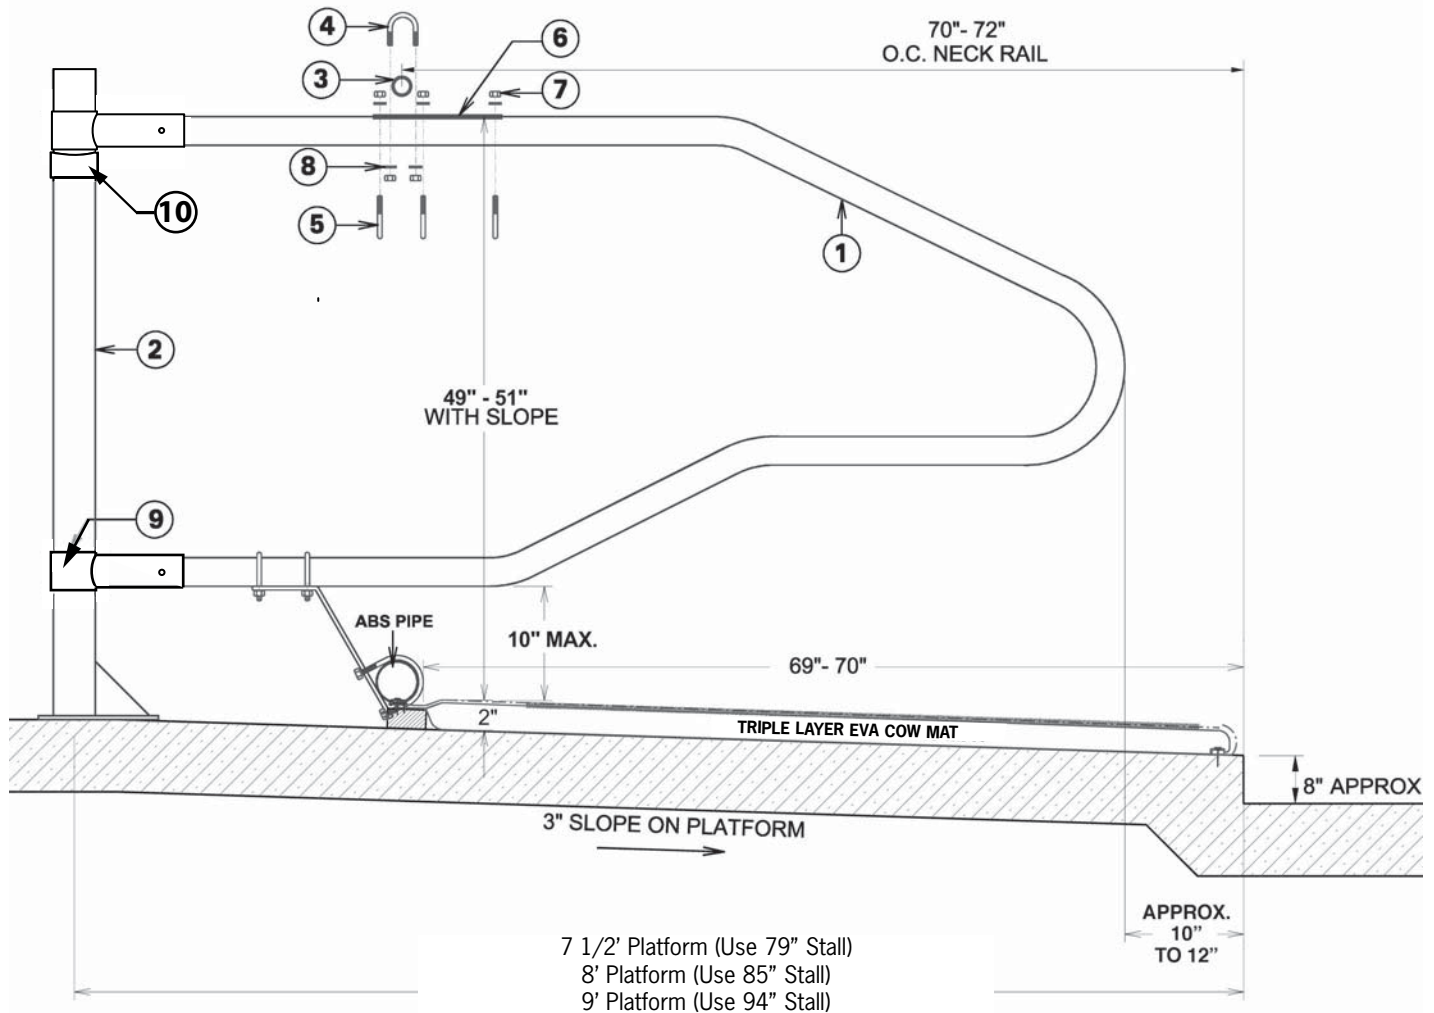 4
6
70"- 72"
O.C. NECK RAIL
3
7
8
10
5
1
2
49" - 51"
WITH SLOPE
9
ABS PIPE
10" MAX.
69"- 70"
2"
TRIPLE LAYER EVA COW MAT
8" APPROX
3" SLOPE ON PLATFORM
APPROX.
10”
TO 12”
7 1/2’ Platform (Use 79” Stall)
8’ Platform (Use 85” Stall)
9’ Platform (Use 94” Stall)